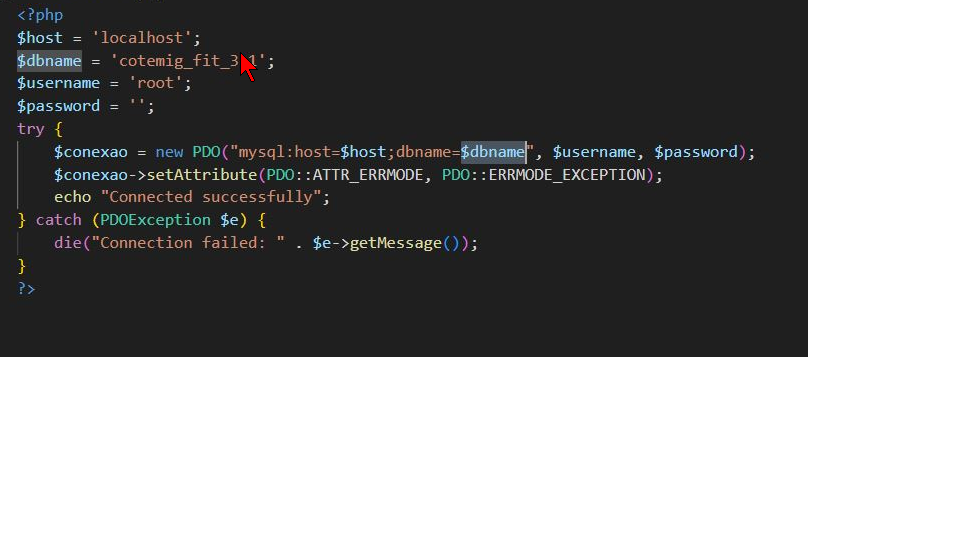 <?php
$host = 'localhost';
$dbname = 'cotemig_fit_3 1';
$username = 'root';
$password = '';
try {
    $conexao = new PDO("mysql:host=$host;dbname=$dbname", $username, $password);
    $conexao->setAttribute(PDO::ATTR_ERRMODE, PDO::ERRMODE_EXCEPTION);
    echo "Connected successfully";
} catch (PDOException $e) {
    die("Connection failed: " . $e->getMessage());
}
?>